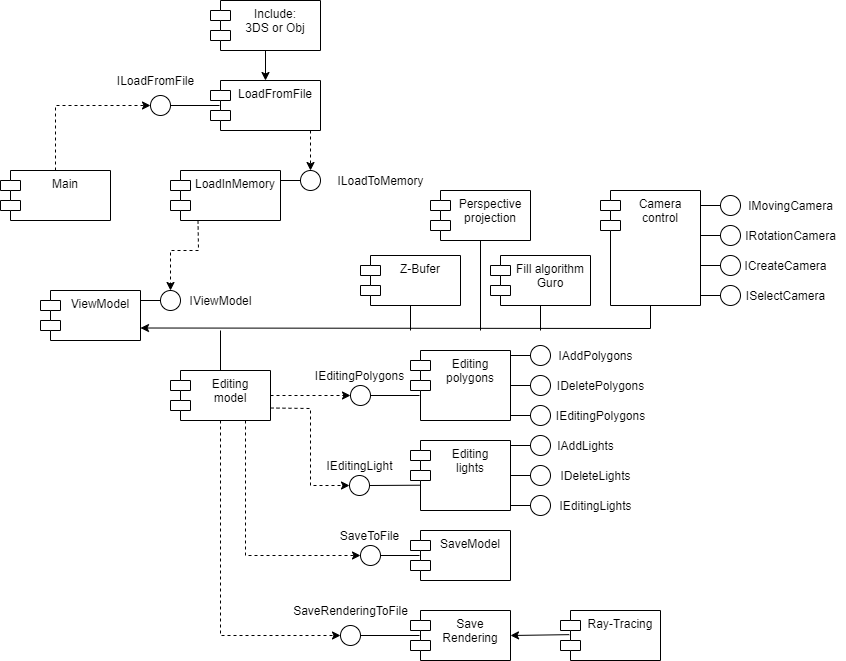 Include:
3DS or Obj
ILoadFromFile
LoadFromFile
Main
LoadInMemory
ILoadToMemory
Perspective
projection
Camera
control
IMovingCamera
IRotationCamera
ICreateCamera
ISelectCamera
Z-Bufer
Fill algorithm
Guro
ViewModel
IViewModel
Editing
model
IEditingPolygons
Editing
polygons
IAddPolygons
IDeletePolygons
IEditingPolygons
IEditingLight
Editing
lights
IAddLights
IDeleteLights
IEditingLights
SaveToFile
SaveModel
SaveRenderingToFile
Save
Rendering
Ray-Tracing